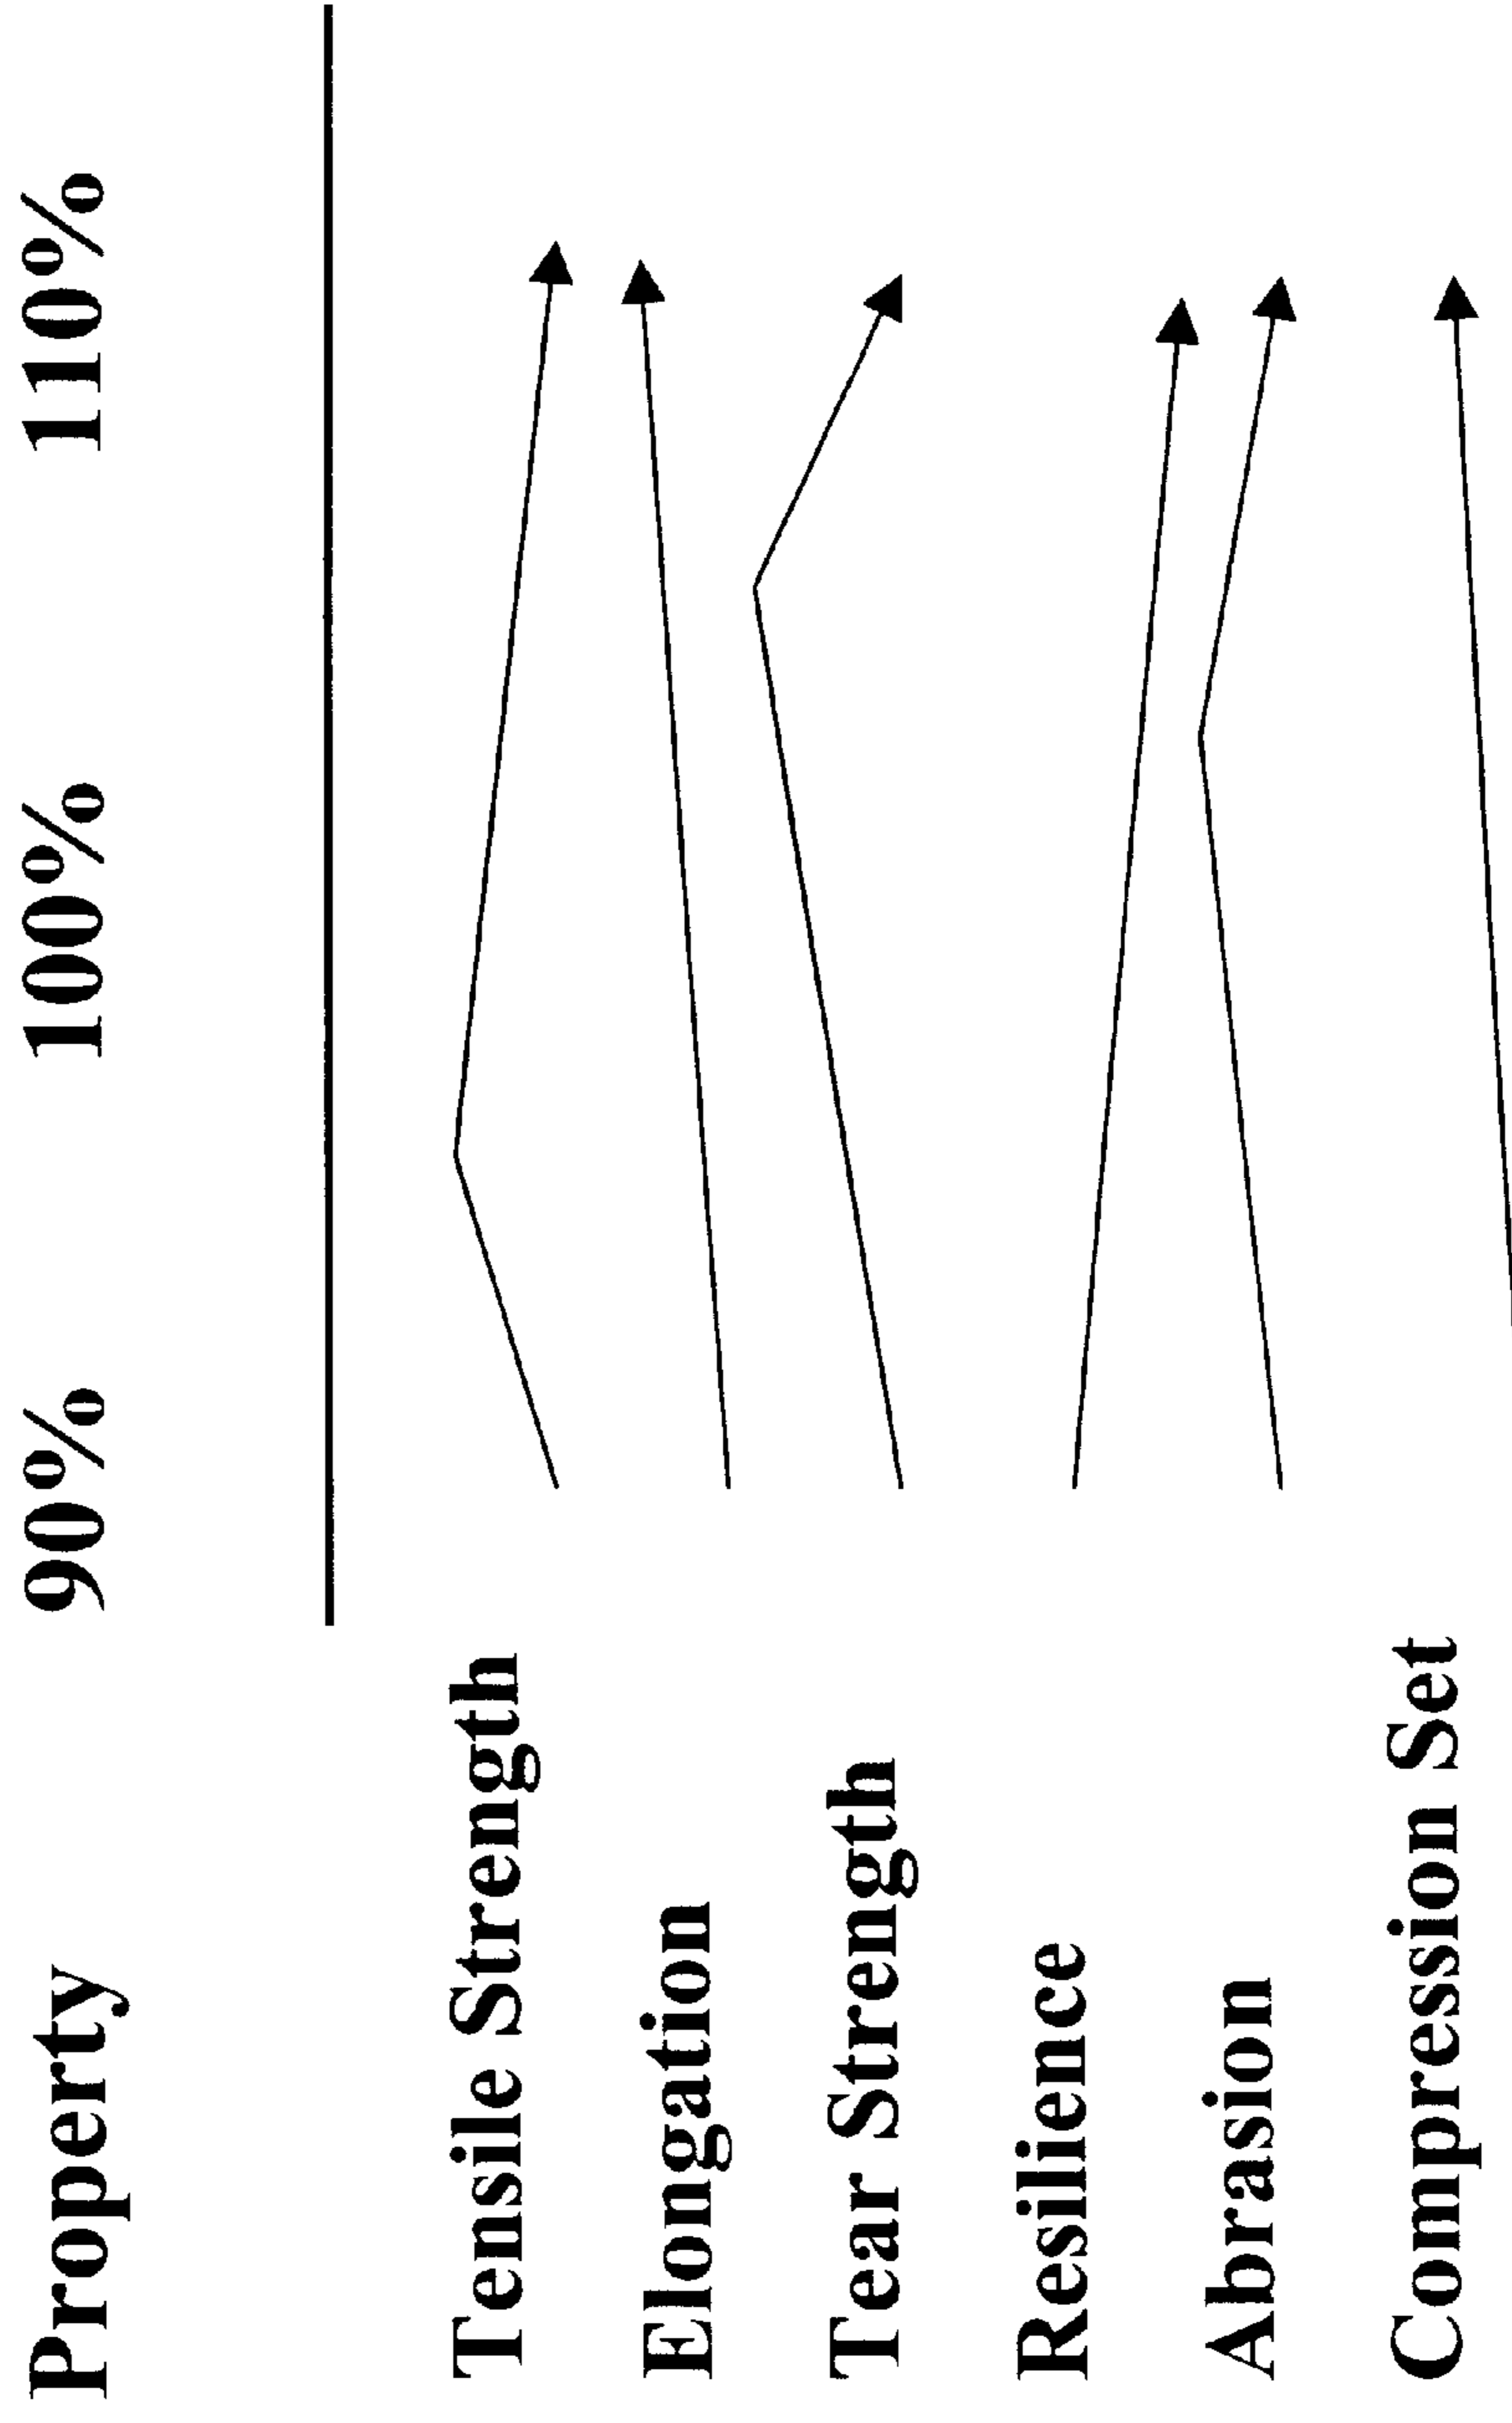 Property 90% 100% 110%
Tensile Strength
Elongation
Tear Strength
Resilience
Abrasion
Compression Set